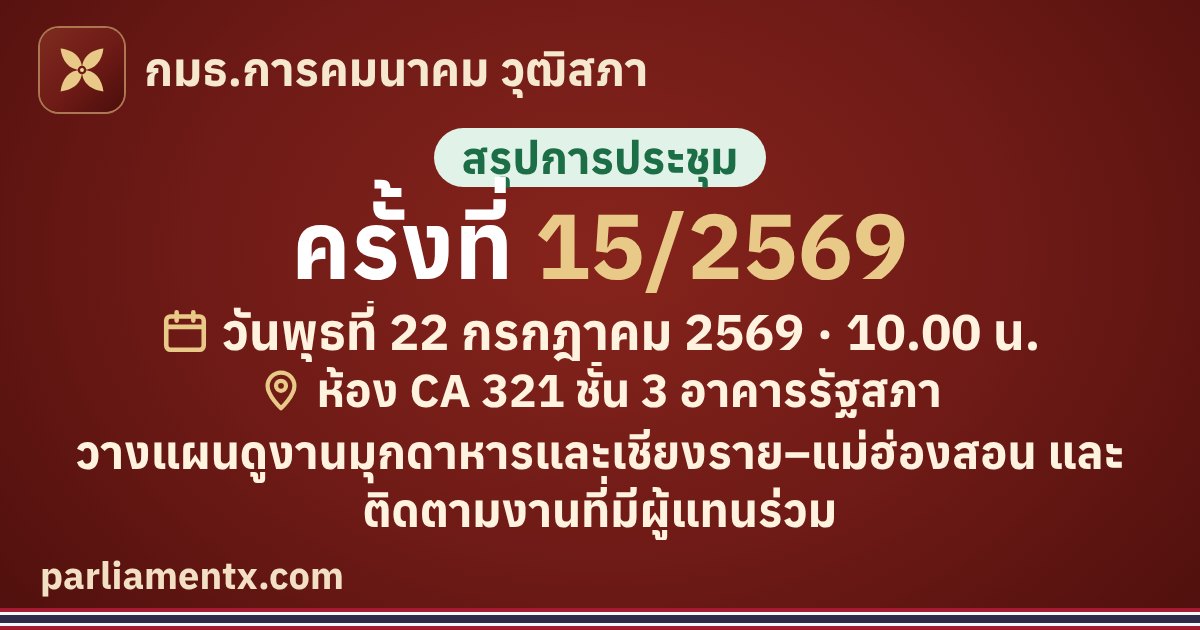 กมธ.การคมนาคม วุฒิสภา
สรุปการประชุม
ครั้งที่ 15/2569
วันพุธที่ 22 กรกฎาคม 2569 · 10.00 น.
ห้อง CA 321 ชั้น 3 อาคารรัฐสภา
วางแผนดูงานมุกดาหารและเชียงราย–แม่ฮ่องสอน และ
ติดตามงานที่มีผู้แทนร่วม
parliamentx.com